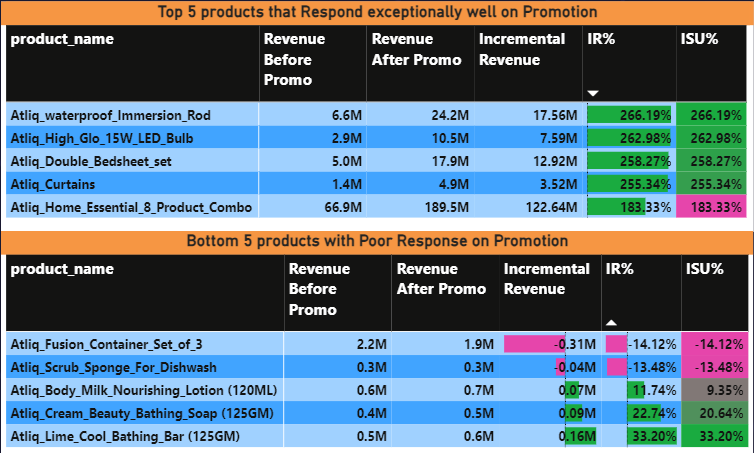 Top 5 products that Respond exceptionally well on Promotion
product_name Revenue Before Promo Revenue After Promo Incremental Revenue IR% ISU%
Atliq_waterproof_Immersion_Rod 6.6M 24.2M 17.56M 266.19% 266.19%
Atliq_High_Glo_15W_LED_Bulb 2.9M 10.5M 7.59M 262.98% 262.98%
Atliq_Double_Bedsheet_set 5.0M 17.9M 12.92M 258.27% 258.27%
Atliq_Curtains 1.4M 4.9M 3.52M 255.34% 255.34%
Atliq_Home_Essential_8_Product_Combo 66.9M 189.5M 122.64M 183.33% 183.33%
Bottom 5 products with Poor Response on Promotion
product_name Revenue Before Promo Revenue After Promo Incremental Revenue IR% ISU%
Atliq_Fusion_Container_Set_of_3 2.2M 1.9M -0.31M -14.12% -14.12%
Atliq_Scrub_Sponge_For_Dishwash 0.3M 0.3M -0.04M -13.48% -13.48%
Atliq_Body_Milk_Nourishing_Lotion (120ML) 0.6M 0.7M 0.07M 11.74% 9.35%
Atliq_Cream_Beauty_Bathing_Soap (125GM) 0.4M 0.5M 0.09M 22.74% 20.64%
Atliq_Lime_Cool_Bathing_Bar (125GM) 0.5M 0.6M 0.16M 33.20% 33.20%